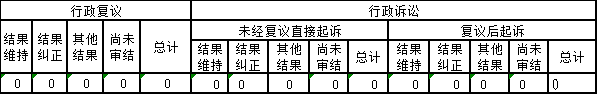 行政复议 行政诉讼
未经复议直接起诉 复议后起诉
结果维持 结果纠正 其他结果 尚未审结 总计 结果维持 结果纠正 其他结果 尚未审结 总计 结果维持 结果纠正 其他结果 尚未审结 总计
0 0 0 0 0 0 0 0 0 0 0 0 0 0 0